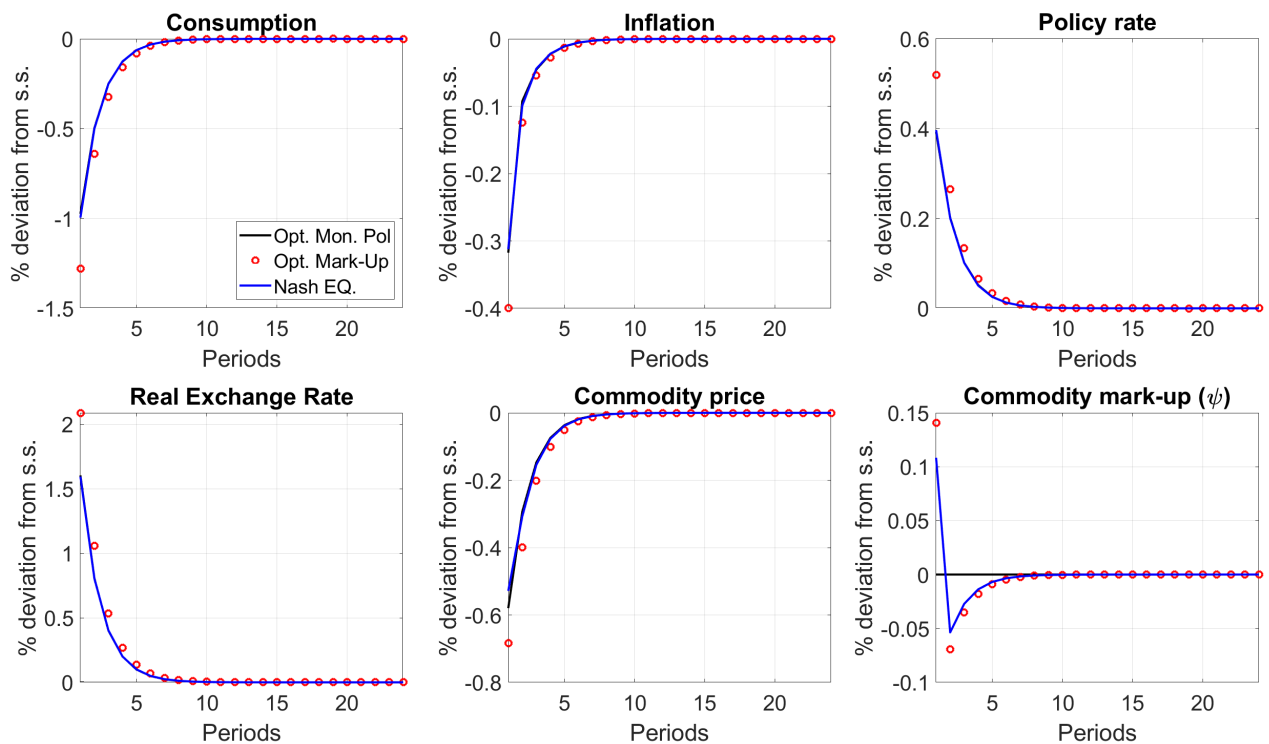 Consumption
% deviation from s.s.
0
-0.5
-1
-1.5
Opt. Mon. Pol
Opt. Mark-Up
Nash EQ.
5 10 15 20
Periods
Inflation
% deviation from s.s.
0
-0.1
-0.2
-0.3
-0.4
5 10 15 20
Periods
Policy rate
% deviation from s.s.
0.6
0.4
0.2
0
5 10 15 20
Periods
Real Exchange Rate
% deviation from s.s.
2
1.5
1
0.5
0
5 10 15 20
Periods
Commodity price
% deviation from s.s.
0
-0.2
-0.4
-0.6
-0.8
5 10 15 20
Periods
Commodity mark-up (ψ)
% deviation from s.s.
0.15
0.1
0.05
0
-0.05
-0.1
5 10 15 20
Periods